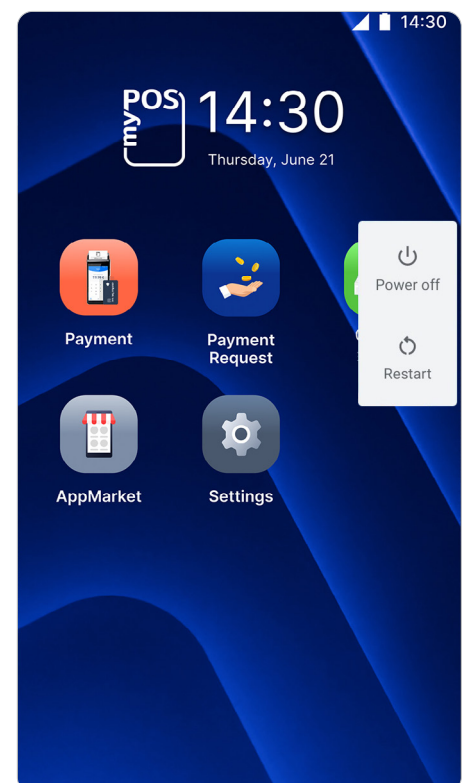 14:30
myPOS
14:30
Thursday, June 21
Power off
Payment
Payment
Request
Restart
AppMarket
Settings